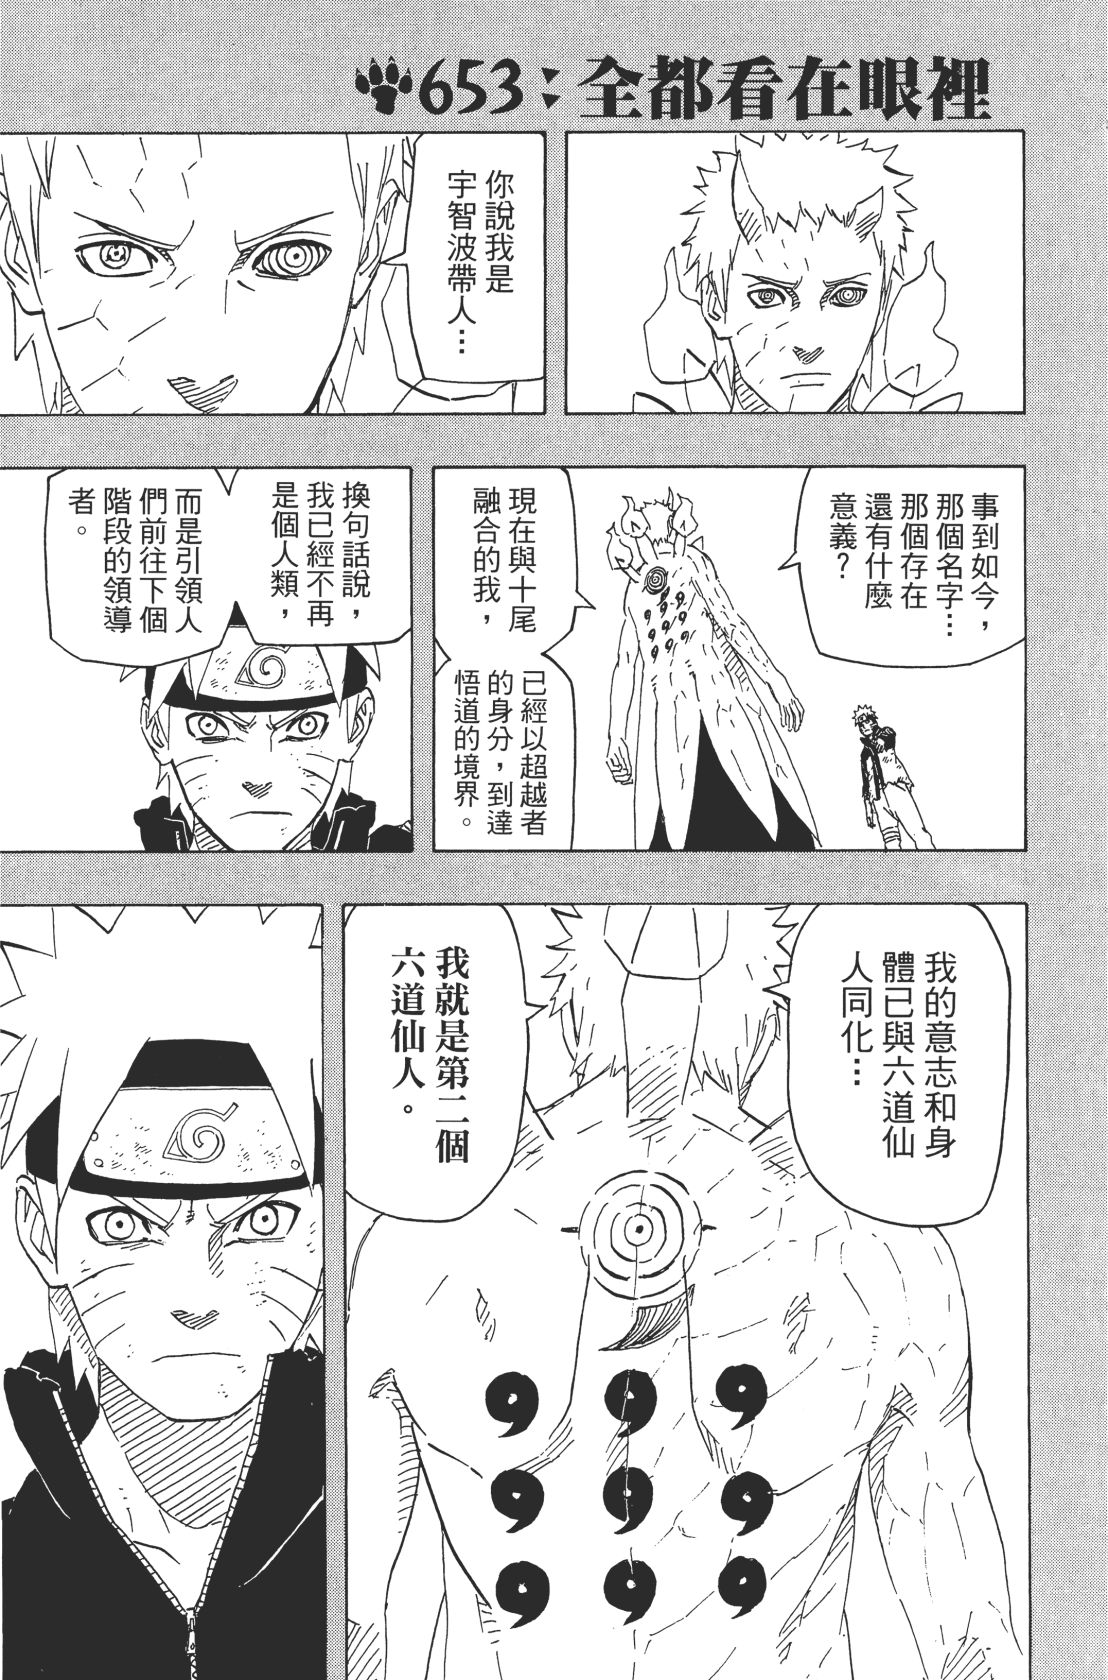 653:全都看在眼裡
你說我是
宇智波帶人…
事到如今,
那個名字…
那個存在
還有什麼
意義?
現在與十尾
融合的我,
已經以超越者
的身分,到達
悟道的境界。
換句話說,
我已經不再
是個人類,
而是引領人
們前往下個
階段的領導
者。
我的意志和身
體已與六道仙
人同化…
我就是第二個
六道仙人。